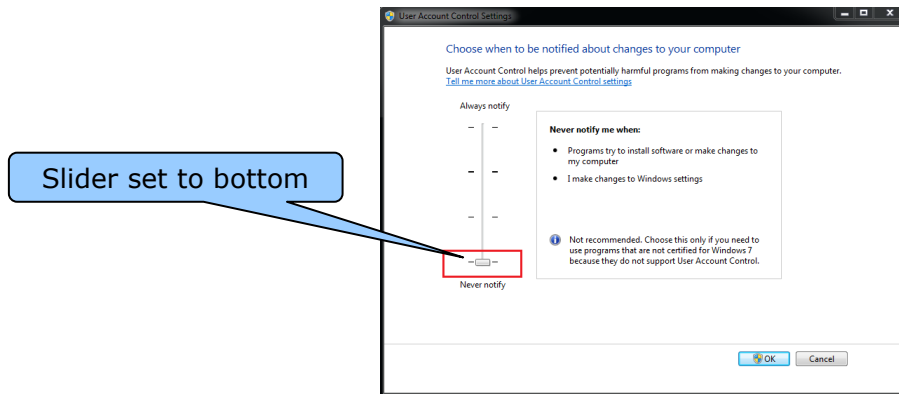 User Account Control Settings
Choose when to be notified about changes to your computer
User Account Control helps prevent potentially harmful programs from making changes to your computer.
Tell me more about User Account Control settings
Always notify
Never notify me when:
Programs try to install software or make changes to
my computer
I make changes to Windows settings
Slider set to bottom
Not recommended. Choose this only if you need to
use programs that are not certified for Windows 7
because they do not support User Account Control.
Never notify
OK
Cancel